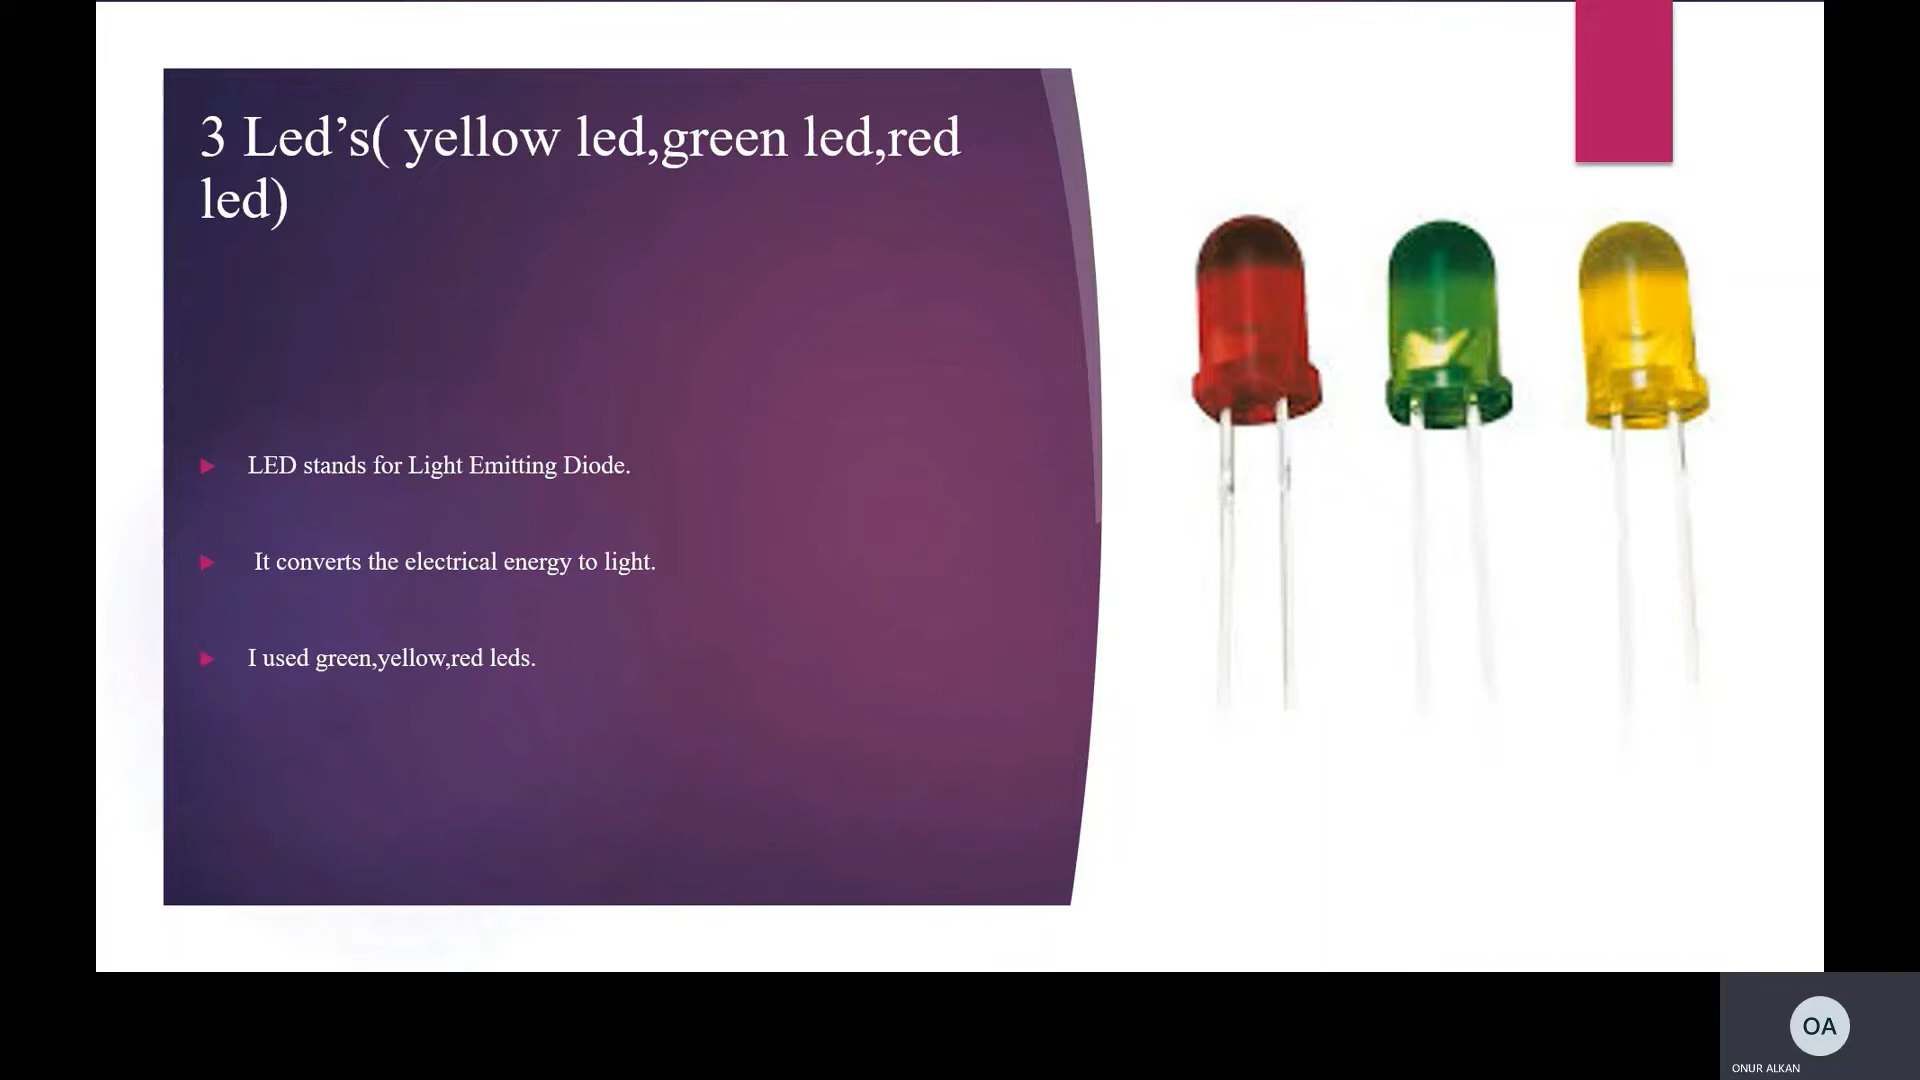 3 Led’s( yellow led,green led,red
led)
LED stands for Light Emitting Diode.
It converts the electrical energy to light.
I used green,yellow,red leds.
OA
ONUR ALKAN